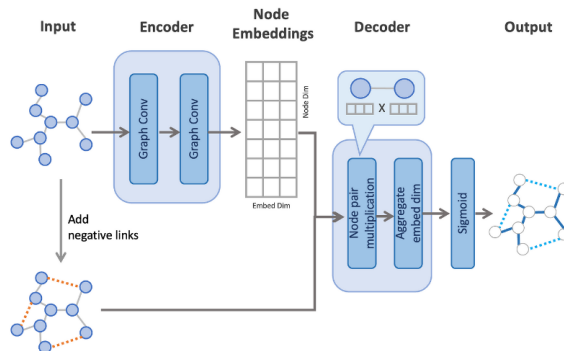 Input
Encoder
Node
Embeddings
Decoder
Output
Graph Conv
Graph Conv
Node Dim
Embed Dim
X
Node pair
multiplication
Aggregate
embed dim
Sigmoid
Add
negative links